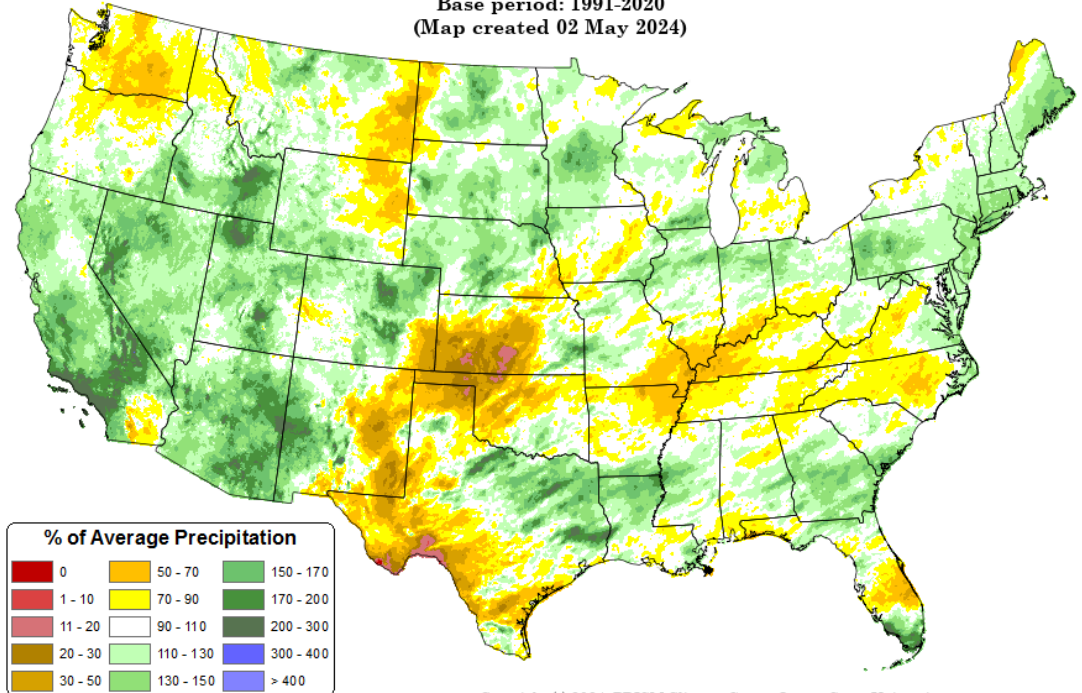 Base period: 1991-2020
(Map created 02 May 2024)
% of Average Precipitation
0
1 - 10
11 - 20
20 - 30
30 - 50
50 - 70
70 - 90
90 - 110
110 - 130
130 - 150
150 - 170
170 - 200
200 - 300
300 - 400
> 400